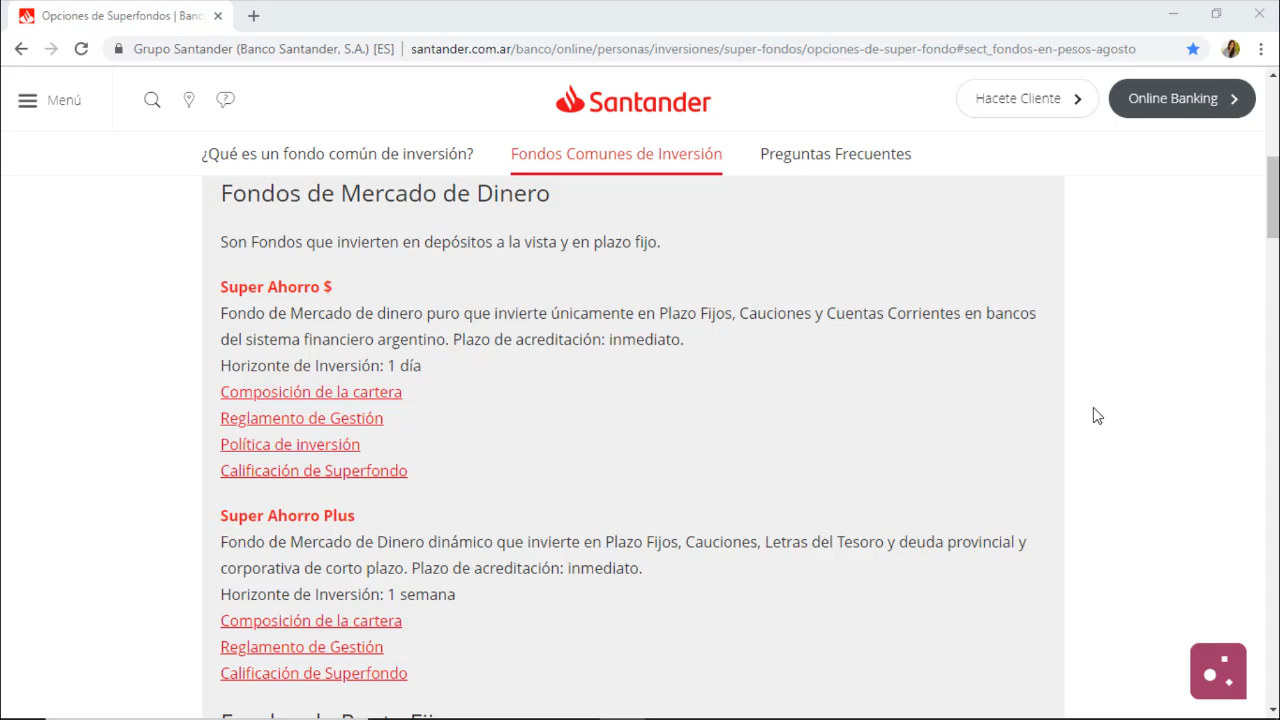 Opciones de Superfondos | Banc
Grupo Santander (Banco Santander, S.A.) [ES] santander.com.ar/banco/online/personas/inversiones/super-fondos/opciones-de-super-fondo#sect_fondos-en-pesos-agosto
Menú
Santander
Hacete Cliente
Online Banking
¿Qué es un fondo común de inversión? Fondos Comunes de Inversión Preguntas Frecuentes
Fondos de Mercado de Dinero
Son Fondos que invierten en depósitos a la vista y en plazo fijo.
Super Ahorro $
Fondo de Mercado de dinero puro que invierte únicamente en Plazo Fijos, Cauciones y Cuentas Corrientes en bancos
del sistema financiero argentino. Plazo de acreditación: inmediato.
Horizonte de Inversión: 1 día
Composición de la cartera
Reglamento de Gestión
Política de inversión
Calificación de Superfondo
Super Ahorro Plus
Fondo de Mercado de Dinero dinámico que invierte en Plazo Fijos, Cauciones, Letras del Tesoro y deuda provincial y
corporativa de corto plazo. Plazo de acreditación: inmediato.
Horizonte de Inversión: 1 semana
Composición de la cartera
Reglamento de Gestión
Calificación de Superfondo